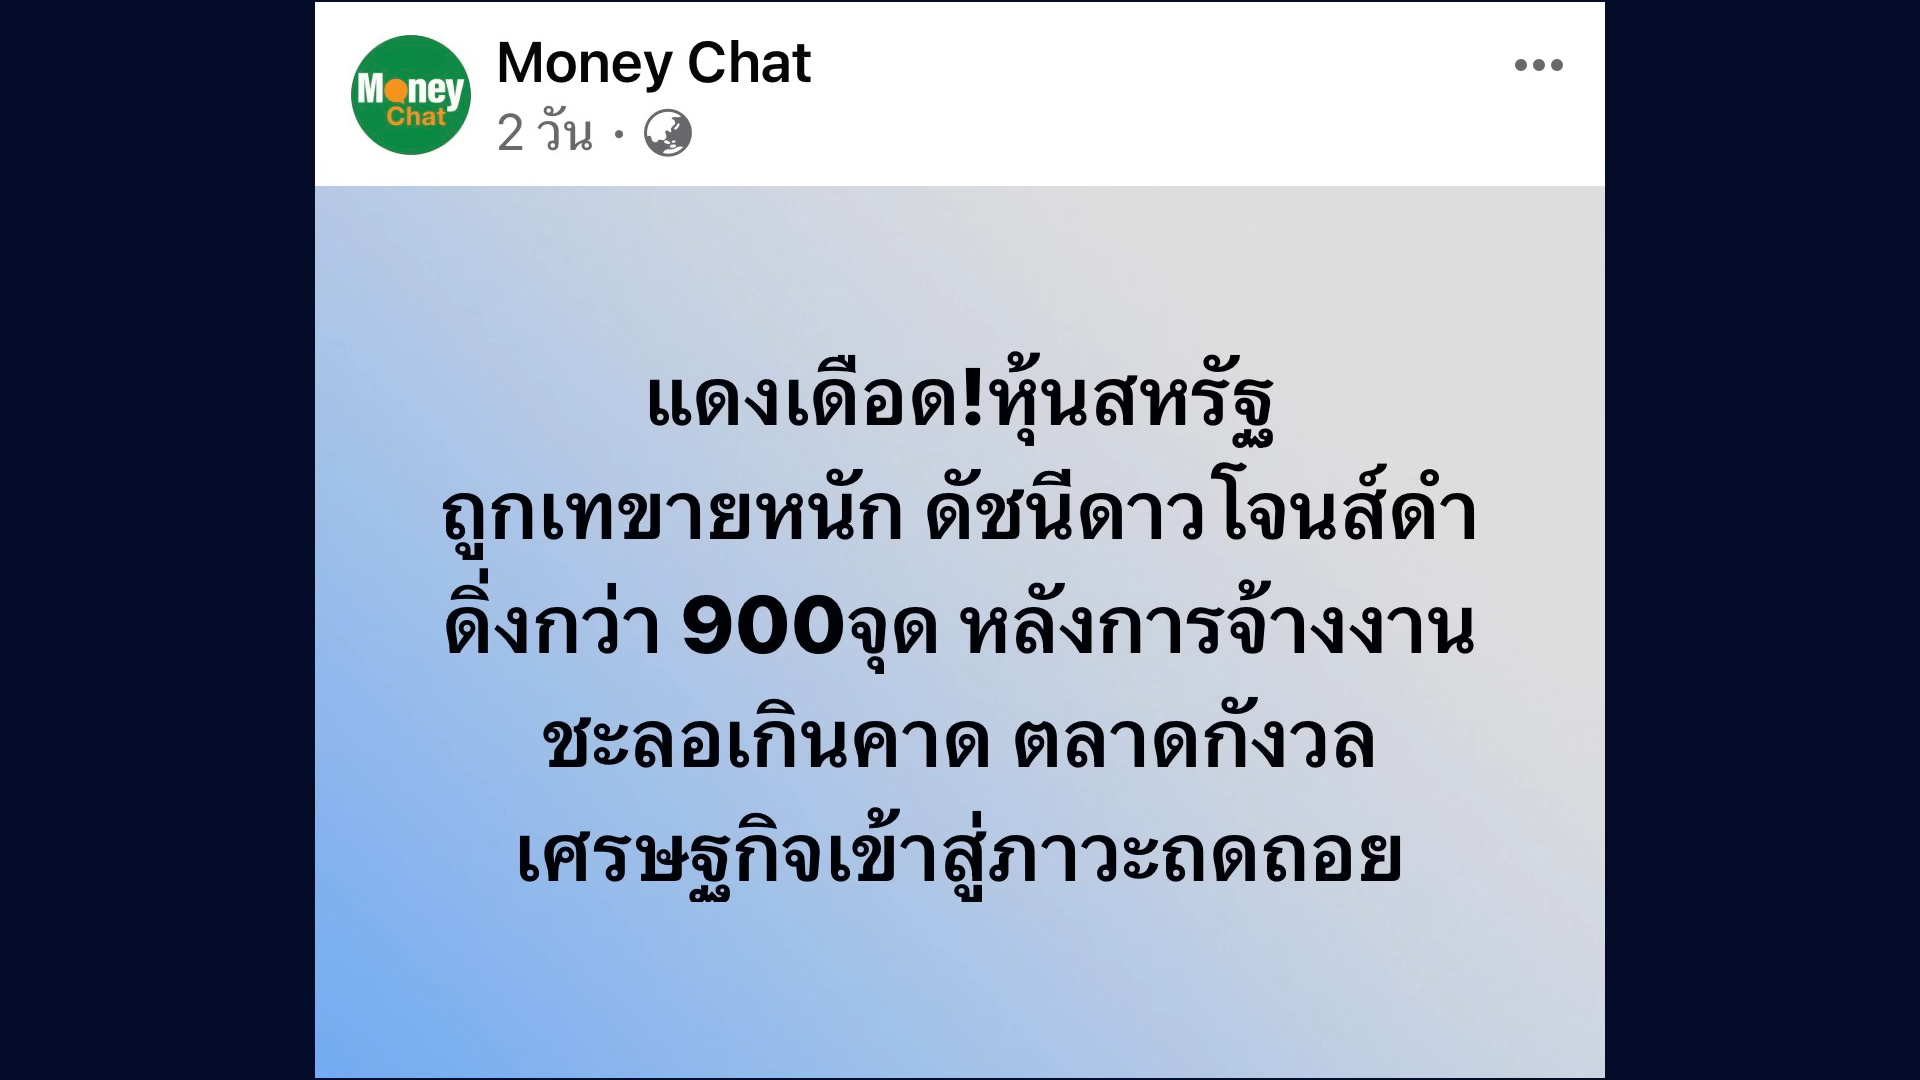 Money
Chat
Money Chat
2 วัน ·
แดงเดือด!หุ้นสหรัฐ
ถูกเทขายหนัก ดัชนีดาวโจนส์ดำ
ดิ่งกว่า 900จุด หลังการจ้างงาน
ชะลอเกินคาด ตลาดกังวล
เศรษฐกิจเข้าสู่ภาวะถดถอย